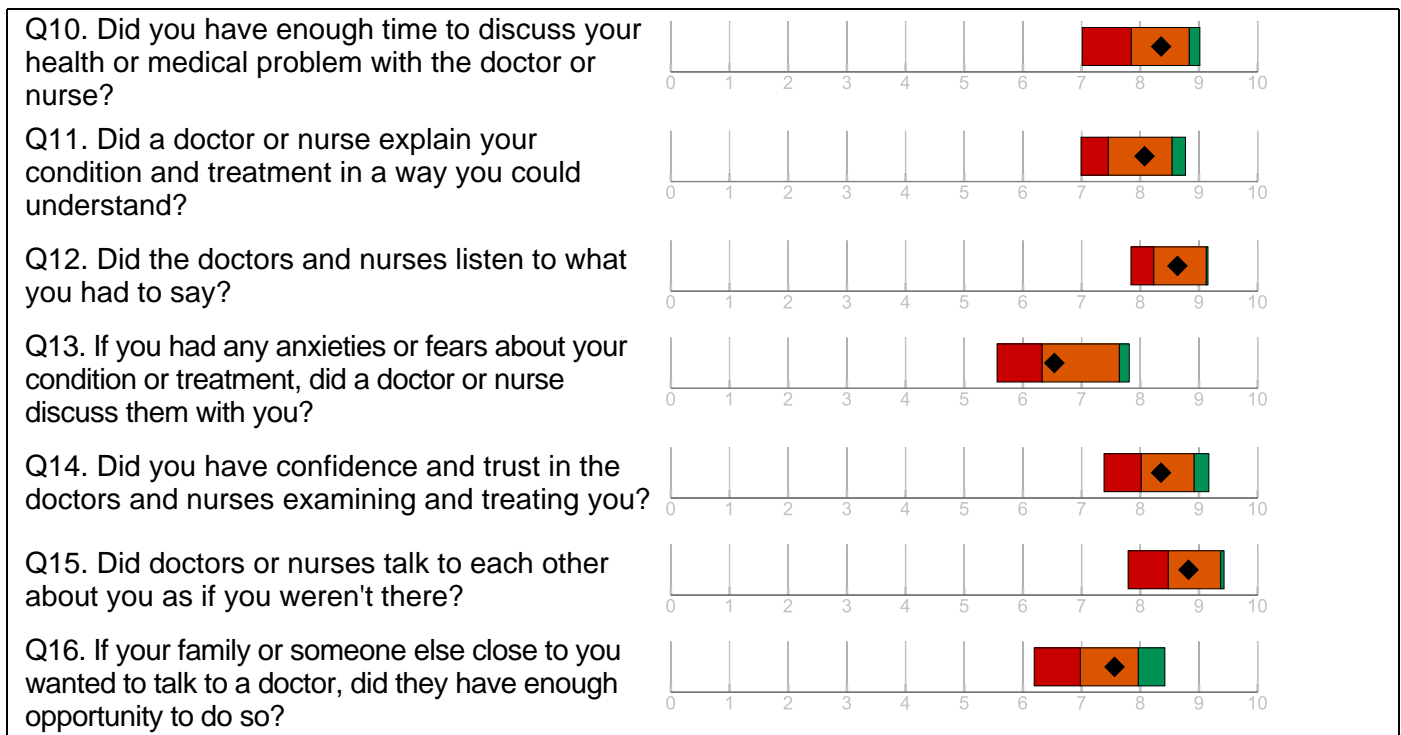 Q10. Did you have enough time to discuss your
health or medical problem with the doctor or
nurse?
0 1 2 3 4 5 6 7 8 9 10
Q11. Did a doctor or nurse explain your
condition and treatment in a way you could
understand?
0 1 2 3 4 5 6 7 8 9 10
Q12. Did the doctors and nurses listen to what
you had to say?
0 1 2 3 4 5 6 7 8 9 10
Q13. If you had any anxieties or fears about your
condition or treatment, did a doctor or nurse
discuss them with you?
0 1 2 3 4 5 6 7 8 9 10
Q14. Did you have confidence and trust in the
doctors and nurses examining and treating you?
0 1 2 3 4 5 6 7 8 9 10
Q15. Did doctors or nurses talk to each other
about you as if you weren't there?
0 1 2 3 4 5 6 7 8 9 10
Q16. If your family or someone else close to you
wanted to talk to a doctor, did they have enough
opportunity to do so?
0 1 2 3 4 5 6 7 8 9 10